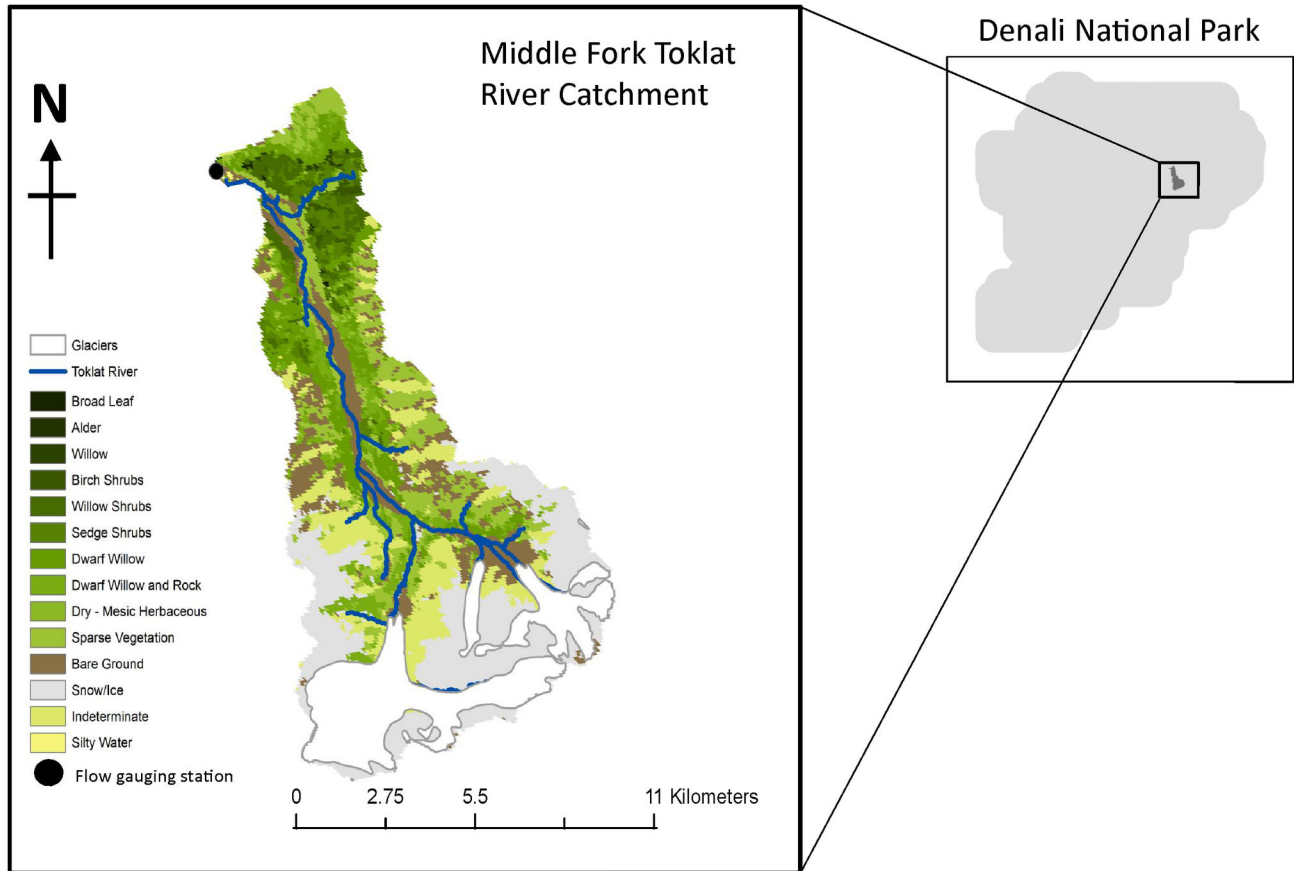 Middle Fork Toklat
River Catchment
Denali National Park
N
Glaciers
Toklat River
Broad Leaf
Alder
Willow
Birch Shrubs
Willow Shrubs
Sedge Shrubs
Dwarf Willow
Dwarf Willow and Rock
Dry - Mesic Herbaceous
Sparse Vegetation
Bare Ground
Snow/Ice
Indeterminate
Silty Water
Flow gauging station
0 2.75 5.5 11 Kilometers